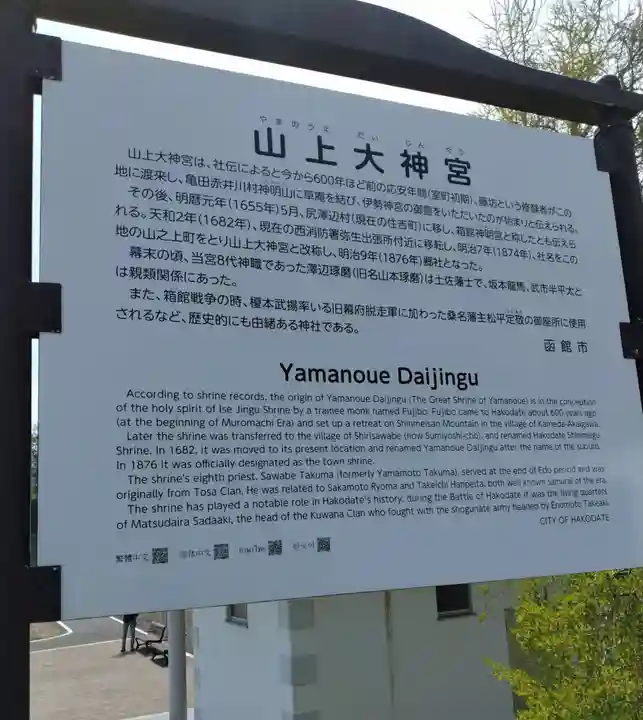 やまのうえ だい じん ぐう
山上大神宮
山上大神宮は、社伝によると今から600年ほど前の応安年間(室町初期)、藤坊という修験者がこの
地に渡来し、亀田赤井川村神明山に草庵を結び、伊勢神宮の御霊をいただいたのが始まりと伝えられる。
その後、明暦元年(1655年)5月、尻澤辺村(現在の住吉町)に移し、箱館神明宮と称したとも伝えら
れる。天和2年(1682年)、現在の西消防署弥生出張所付近に移転し、明治7年(1874年)、社名をこの
地の山之上町をとり山上大神宮と改称し、明治9年(1876年)郷社となった。
幕末の頃、当宮8代神職であった澤辺琢磨(旧名山本琢磨)は土佐藩士で、坂本龍馬、武市半平太と
は親類関係にあった。
また、箱館戦争の時、榎本武揚率いる旧幕府脱走軍に加わった桑名藩主松平定敬の御座所に使用
されるなど、歴史的にも由緒ある神社である。
函館市
Yamanoue Daijingu
According to shrine records, the origin of Yamanoue Daijingu (The Great Shrine of Yamanoue) is in the conception
of the holy spirit of Ise Jingu Shrine by a trainee monk named Fujibo. Fujibo came to Hakodate about 600 years ago
(at the beginning of Muromachi Era) and set up a retreat on Shinmeisan Mountain in the village of Kameda-Akaigawa.
Later the shrine was transferred to the village of Shirisawabe (now Sumiyoshi-cho), and renamed Hakodate Shinmeigu
Shrine. In 1682, it was moved to its present location and renamed Yamanoue Daijingu after the name of the suburb.
In 1876 it was officially designated as the town shrine.
The shrine's eighth priest, Sawabe Takuma (formerly Yamamoto Takuma), served at the end of Edo period and was
originally from Tosa Clan. He was related to Sakamoto Ryoma and Takeichi Hanpeita, both well known samurai of the era.
The shrine has played a notable role in Hakodate's history; during the Battle of Hakodate it was the living quarters
of Matsudaira Sadaaki, the head of the Kuwana Clan who fought with the shogunate army headed by Enomoto Takeaki.
CITY OF HAKODATE
繁體中文 简体中文 ภาษาไทย 한국어